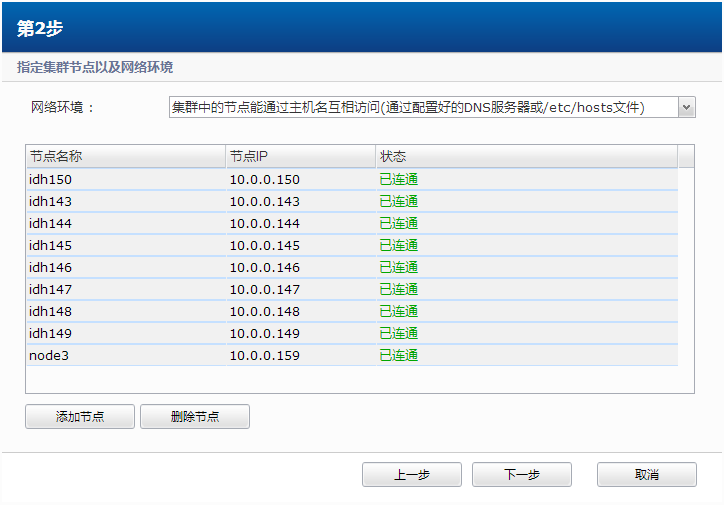 第2步
指定集群节点以及网络环境
网络环境： 集群中的节点能通过主机名互相访问(通过配置好的DNS服务器或/etc/hosts文件)
节点名称 节点IP 状态
idh150 10.0.0.150 已连通
idh143 10.0.0.143 已连通
idh144 10.0.0.144 已连通
idh145 10.0.0.145 已连通
idh146 10.0.0.146 已连通
idh147 10.0.0.147 已连通
idh148 10.0.0.148 已连通
idh149 10.0.0.149 已连通
node3 10.0.0.159 已连通
添加节点 删除节点
上一步 下一步 取消